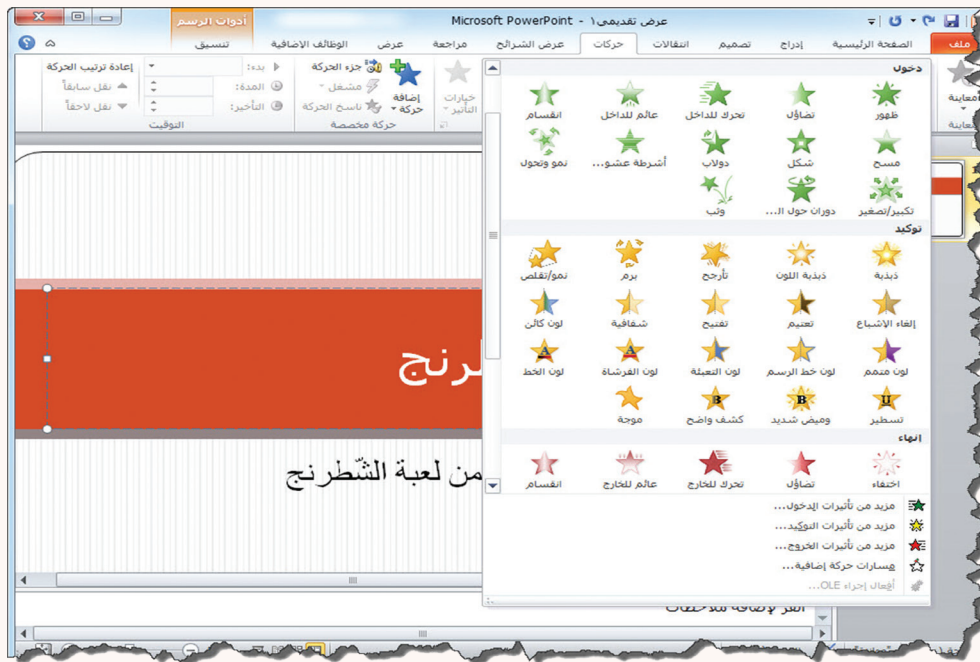 عرض تقديمي١ - Microsoft PowerPoint
أدوات الرسم
ملف
الصفحة الرئيسية
إدراج
تصميم
انتقالات
حركات
عرض الشرائح
مراجعة
عرض
الوظائف الإضافية
تنسيق
معاينة
معاينة
خيارات
التأثير
إضافة
حركة
جزء الحركة
مشغل
ناسخ الحركة
حركة مخصصة
بدء:
المدة:
التأخير:
التوقيت
إعادة ترتيب الحركة
نقل سابقاً
نقل لاحقاً
دخول
ظهور
تضاؤل
تحرك للداخل
عائم للداخل
انقسام
مسح
شكل
دولاب
أشرطة عشو...
نمو وتحول
تكبير/تصغير
دوران حول ال...
وثب
توكيد
ذبذبة
ذبذبة اللون
تأرجح
برم
نمو/تقلص
إلغاء الإشباع
تعتيم
تفتيح
شفافية
لون كائن
لون متمم
لون خط الرسم
لون التعبئة
لون الفرشاة
لون الخط
تسطير
وميض شديد
كشف واضح
موجة
إنهاء
اختفاء
تضاؤل
تحرك للخارج
عائم للخارج
انقسام
مزيد من تأثيرات الدخول...
مزيد من تأثيرات التوكيد...
مزيد من تأثيرات الخروج...
مسارات حركة إضافية...
أفعال إجراء OLE...
رنج
من لعبة الشّطرنج
انقر لإضافة ملاحظات